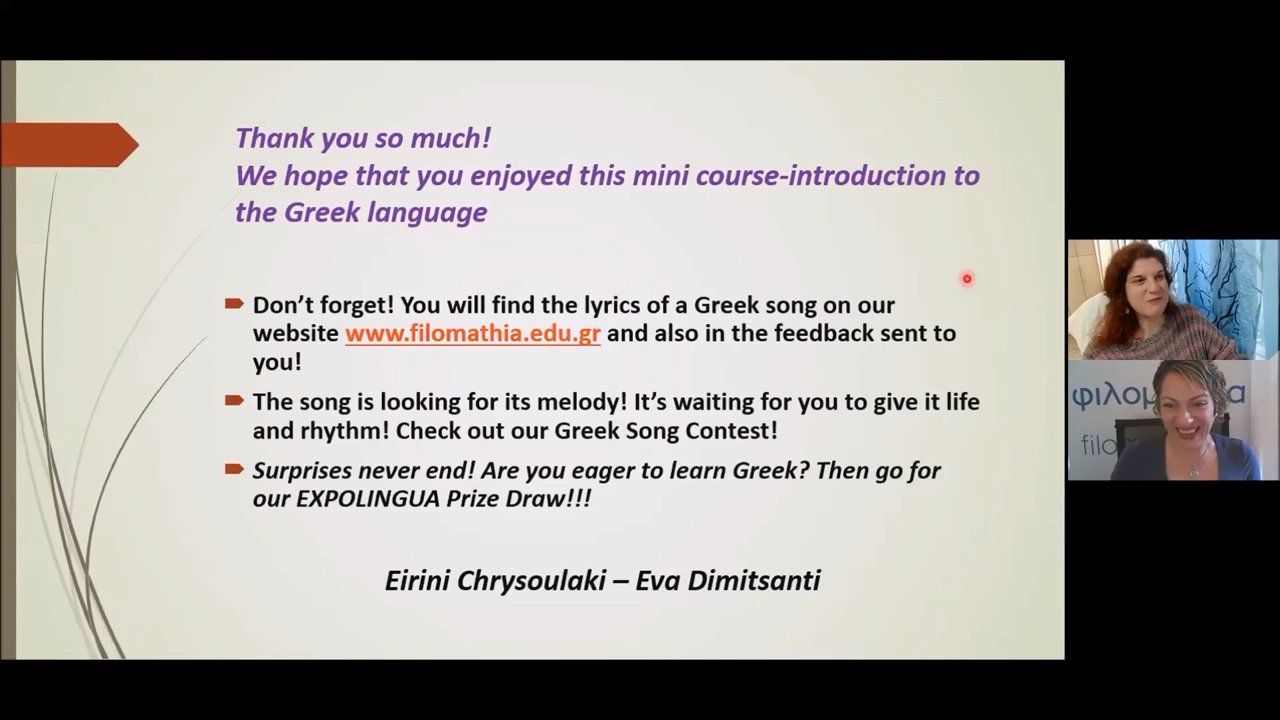 Thank you so much!
We hope that you enjoyed this mini course-introduction to
the Greek language
Don’t forget! You will find the lyrics of a Greek song on our
website www.filomathia.edu.gr and also in the feedback sent to
you!
The song is looking for its melody! It’s waiting for you to give it life
and rhythm! Check out our Greek Song Contest!
Surprises never end! Are you eager to learn Greek? Then go for
our EXPOLINGUA Prize Draw!!!
Eirini Chrysoulaki – Eva Dimitsanti